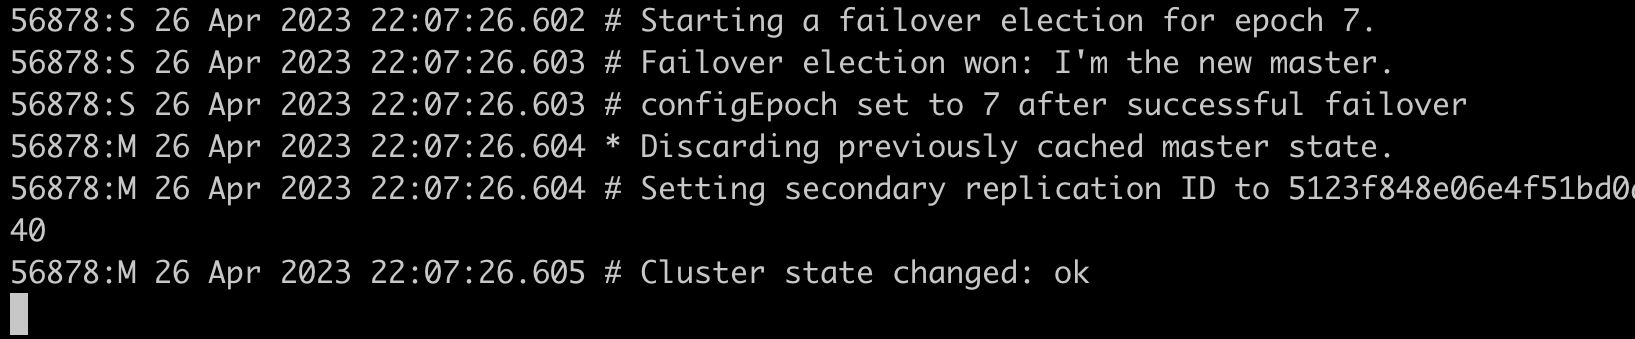 56878:S 26 Apr 2023 22:07:26.602 # Starting a failover election for epoch 7.
56878:S 26 Apr 2023 22:07:26.603 # Failover election won: I'm the new master.
56878:S 26 Apr 2023 22:07:26.603 # configEpoch set to 7 after successful failover
56878:M 26 Apr 2023 22:07:26.604 * Discarding previously cached master state.
56878:M 26 Apr 2023 22:07:26.604 # Setting secondary replication ID to 5123f848e06e4f51bd0
40
56878:M 26 Apr 2023 22:07:26.605 # Cluster state changed: ok